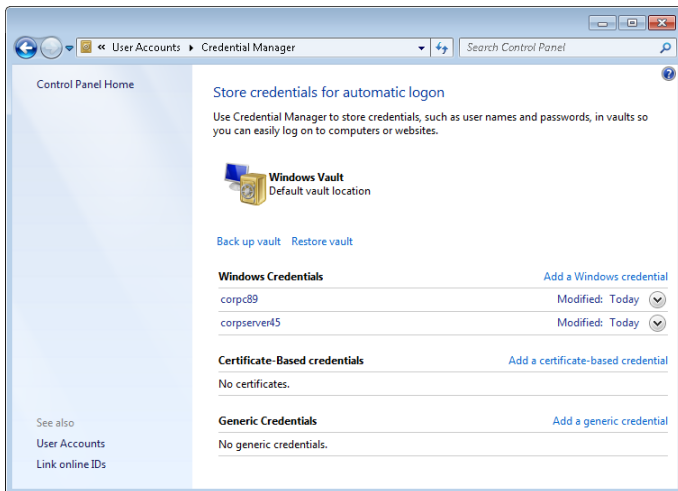 « User Accounts ▸ Credential Manager
Search Control Panel
Control Panel Home
Store credentials for automatic logon
Use Credential Manager to store credentials, such as user names and passwords, in vaults so
you can easily log on to computers or websites.
Windows Vault
Default vault location
Back up vault Restore vault
Windows Credentials Add a Windows credential
corpc89 Modified: Today
corpserver45 Modified: Today
Certificate-Based credentials Add a certificate-based credential
No certificates.
Generic Credentials Add a generic credential
No generic credentials.
See also
User Accounts
Link online IDs